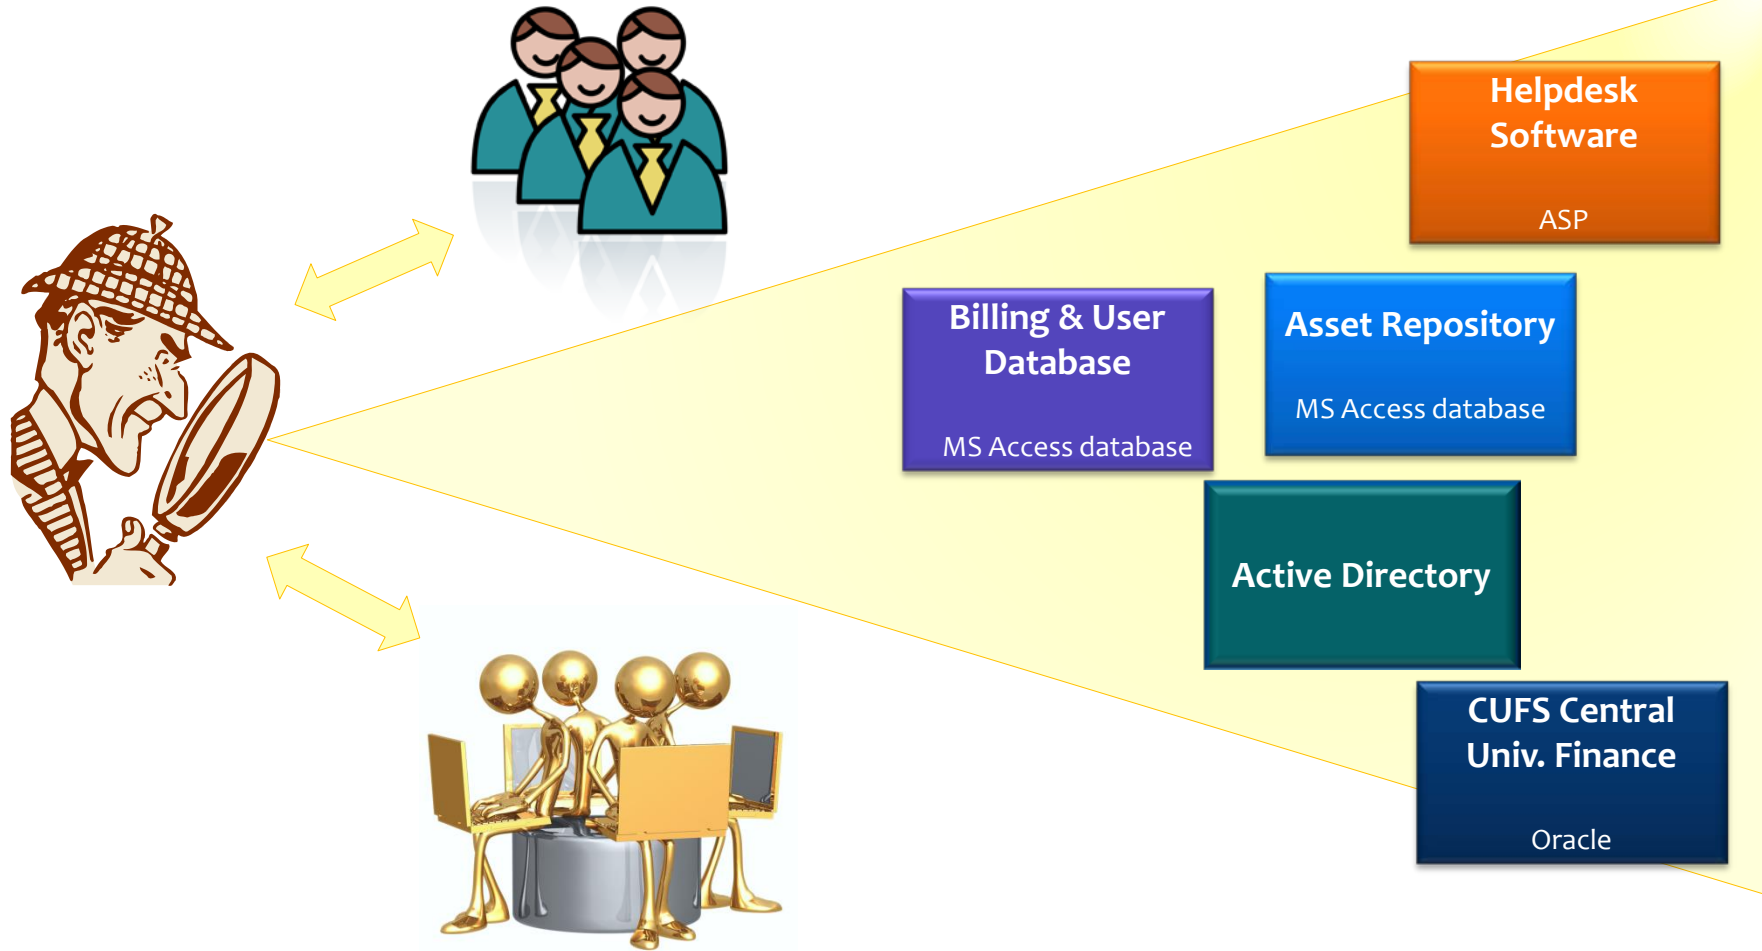 Helpdesk
Software
ASP
Billing & User
Database
MS Access database
Asset Repository
MS Access database
Active Directory
CUFS Central
Univ. Finance
Oracle